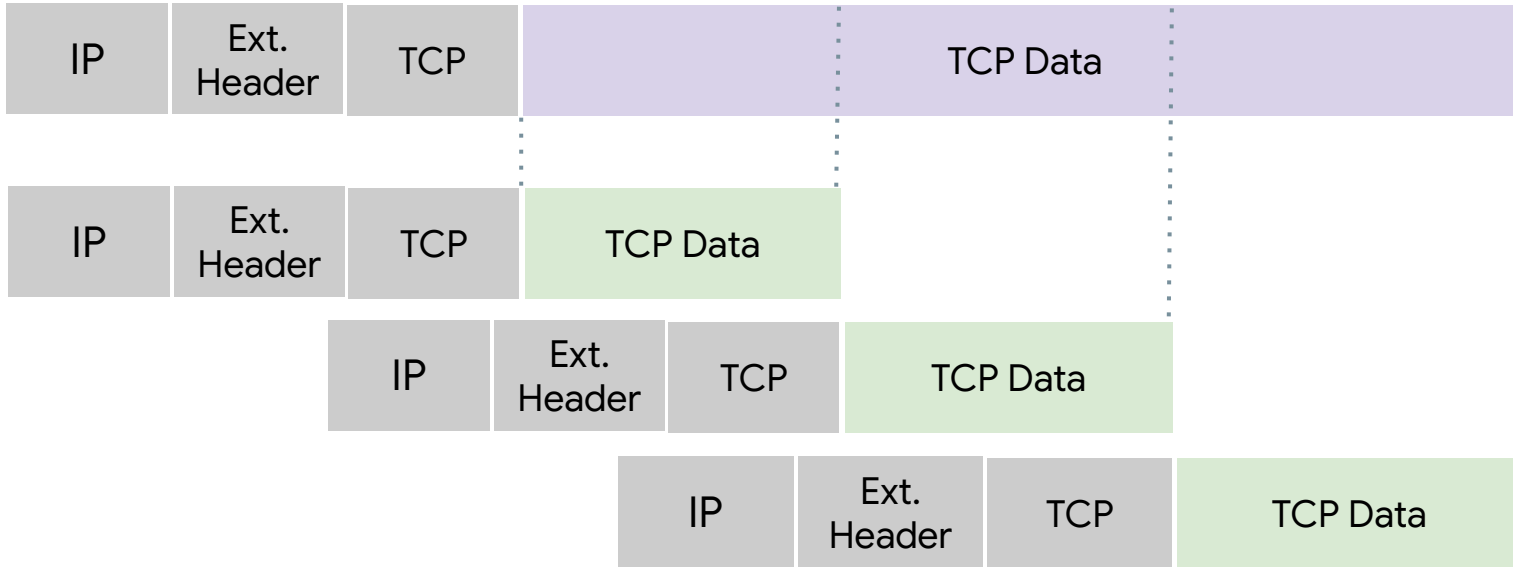 IP
Ext.
Header
TCP
TCP Data
IP
Ext.
Header
TCP
TCP Data
IP
Ext.
Header
TCP
TCP Data
IP
Ext.
Header
TCP
TCP Data